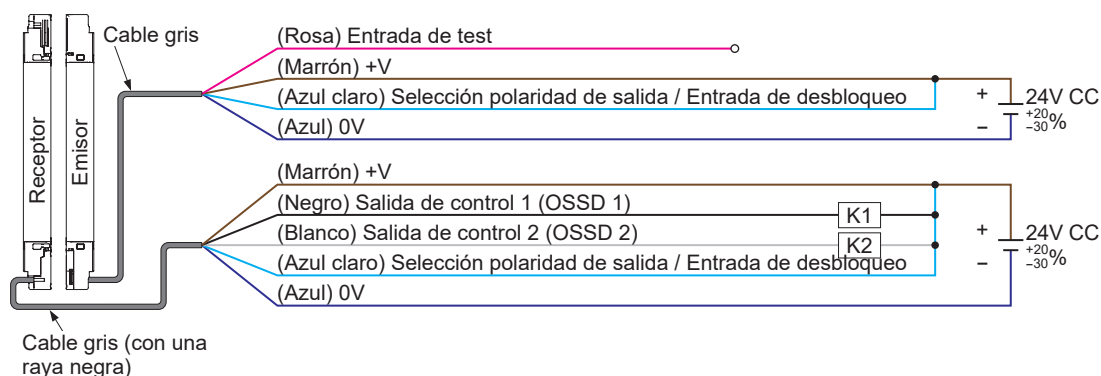 Cable gris
Receptor
Emisor
(Rosa) Entrada de test
(Marrón) +V
(Azul claro) Selección polaridad de salida / Entrada de desbloqueo
(Azul) 0V
+
–
24V CC
+20
–30%
(Marrón) +V
(Negro) Salida de control 1 (OSSD 1)
K1
(Blanco) Salida de control 2 (OSSD 2)
K2
(Azul claro) Selección polaridad de salida / Entrada de desbloqueo
(Azul) 0V
+
–
24V CC
+20
–30%
Cable gris (con una
raya negra)